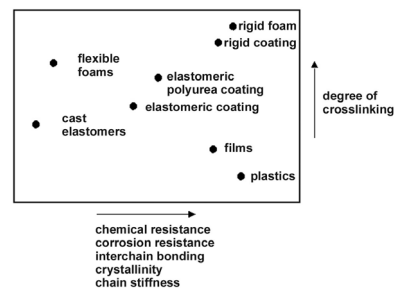 rigid foam
rigid coating
flexible
foams
elastomeric
polyurea coating
elastomeric coating
cast
elastomers
films
plastics
degree of
crosslinking
chemical resistance
corrosion resistance
interchain bonding
crystallinity
chain stiffness